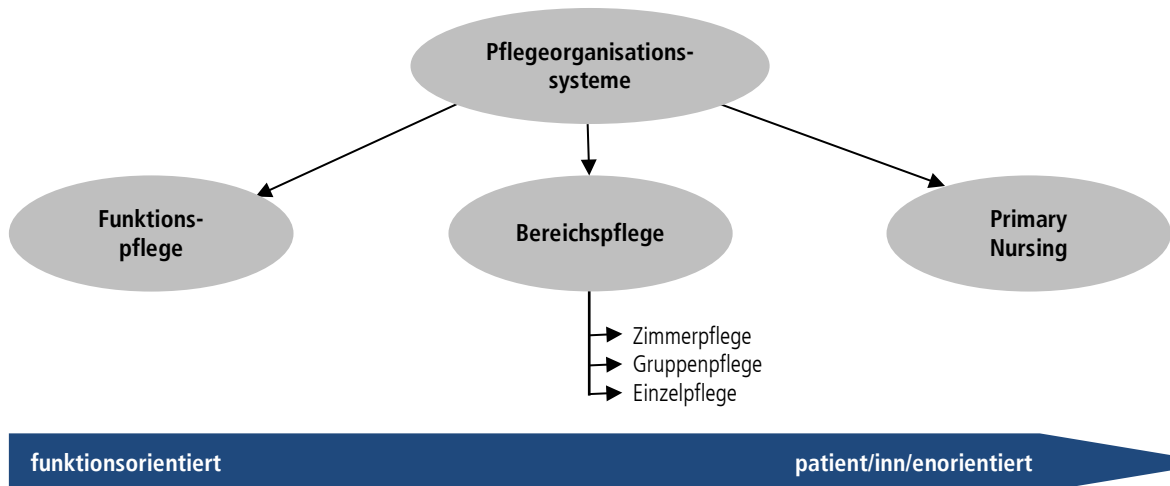 Pflegeorganisations-
systeme
Funktions-
pflege
Bereichspflege
Primary
Nursing
Zimmerpflege
Gruppenpflege
Einzelpflege
funktionsorientiert
patient/inn/enorientiert